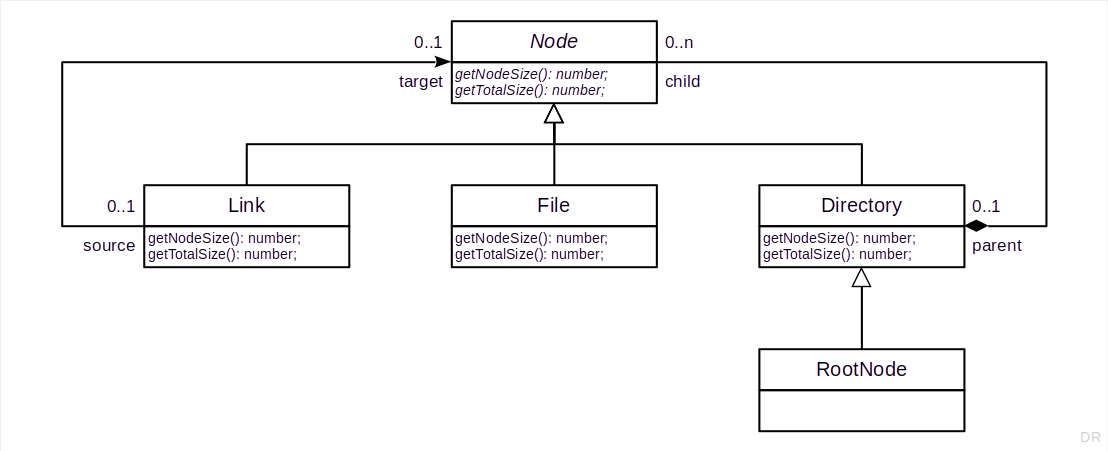 0..1
Node
0..n
target
getNodeSize(): number;
getTotalSize(): number;
child
0..1
source
Link
getNodeSize(): number;
getTotalSize(): number;
File
getNodeSize(): number;
getTotalSize(): number;
Directory
getNodeSize(): number;
getTotalSize(): number;
0..1
parent
RootNode
DR